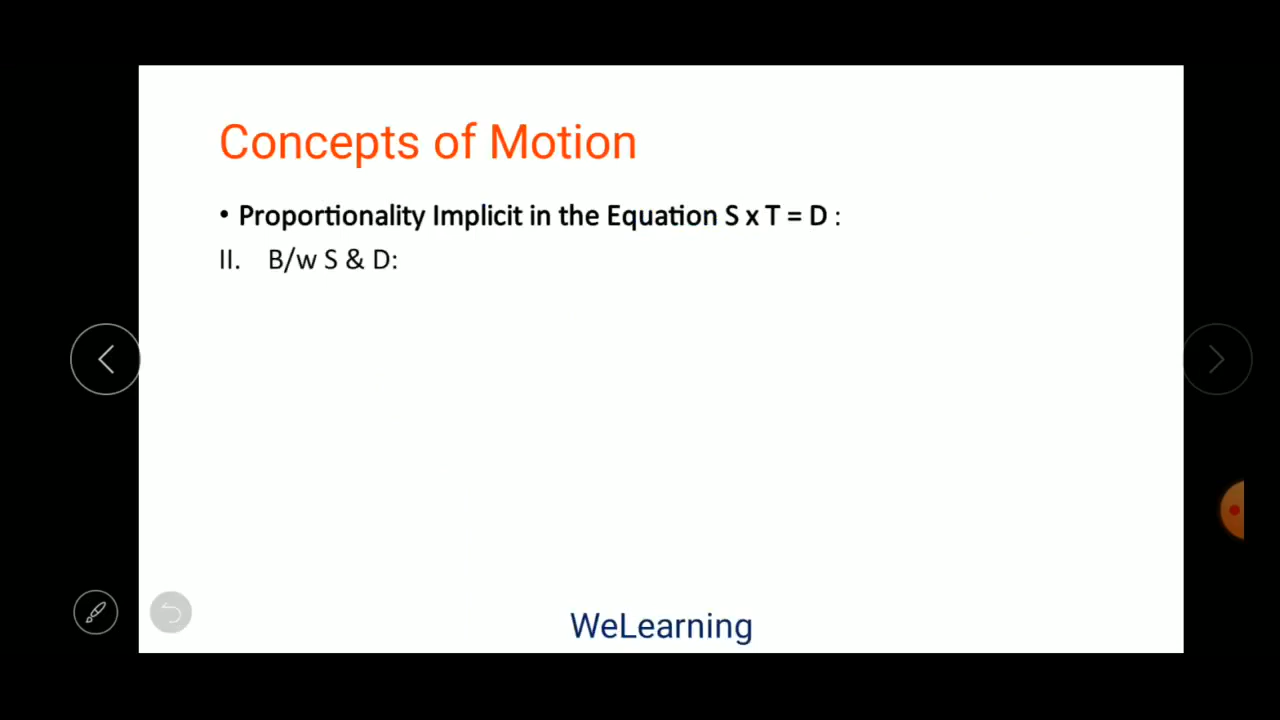 Concepts of Motion
• Proportionality Implicit in the Equation S x T = D :
II. B/w S & D:
WeLearning